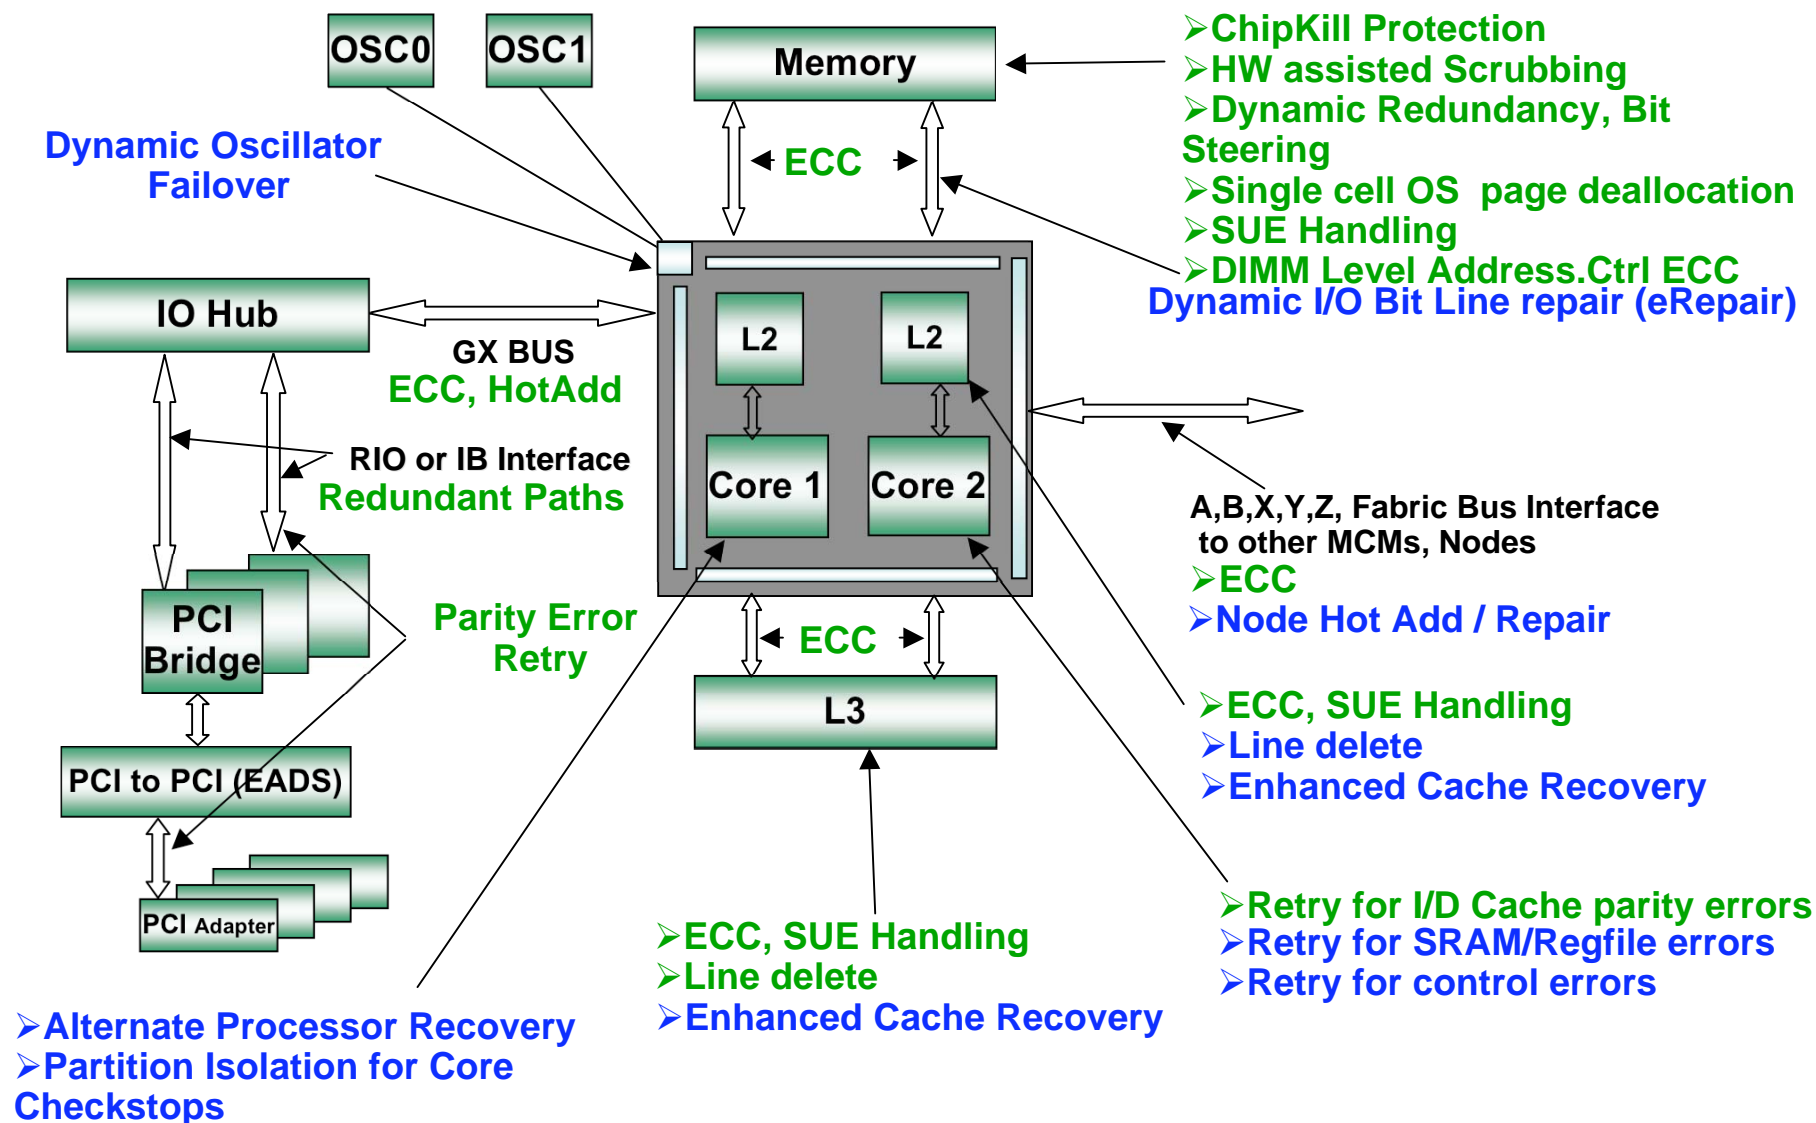 OSC0
OSC1
Memory
➢ChipKill Protection
➢HW assisted Scrubbing
➢Dynamic Redundancy, Bit
Steering
➢Single cell OS page deallocation
➢SUE Handling
➢DIMM Level Address.Ctrl ECC
Dynamic I/O Bit Line repair (eRepair)
Dynamic Oscillator
Failover
ECC
IO Hub
GX BUS
ECC, HotAdd
L2
L2
RIO or IB Interface
Redundant Paths
Core 1
Core 2
A,B,X,Y,Z, Fabric Bus Interface
to other MCMs, Nodes
➢ECC
➢Node Hot Add / Repair
PCI
Bridge
Parity Error
Retry
ECC
L3
➢ECC, SUE Handling
➢Line delete
➢Enhanced Cache Recovery
PCI to PCI (EADS)
PCI Adapter
➢ECC, SUE Handling
➢Line delete
➢Enhanced Cache Recovery
➢Retry for I/D Cache parity errors
➢Retry for SRAM/Regfile errors
➢Retry for control errors
➢Alternate Processor Recovery
➢Partition Isolation for Core
Checkstops